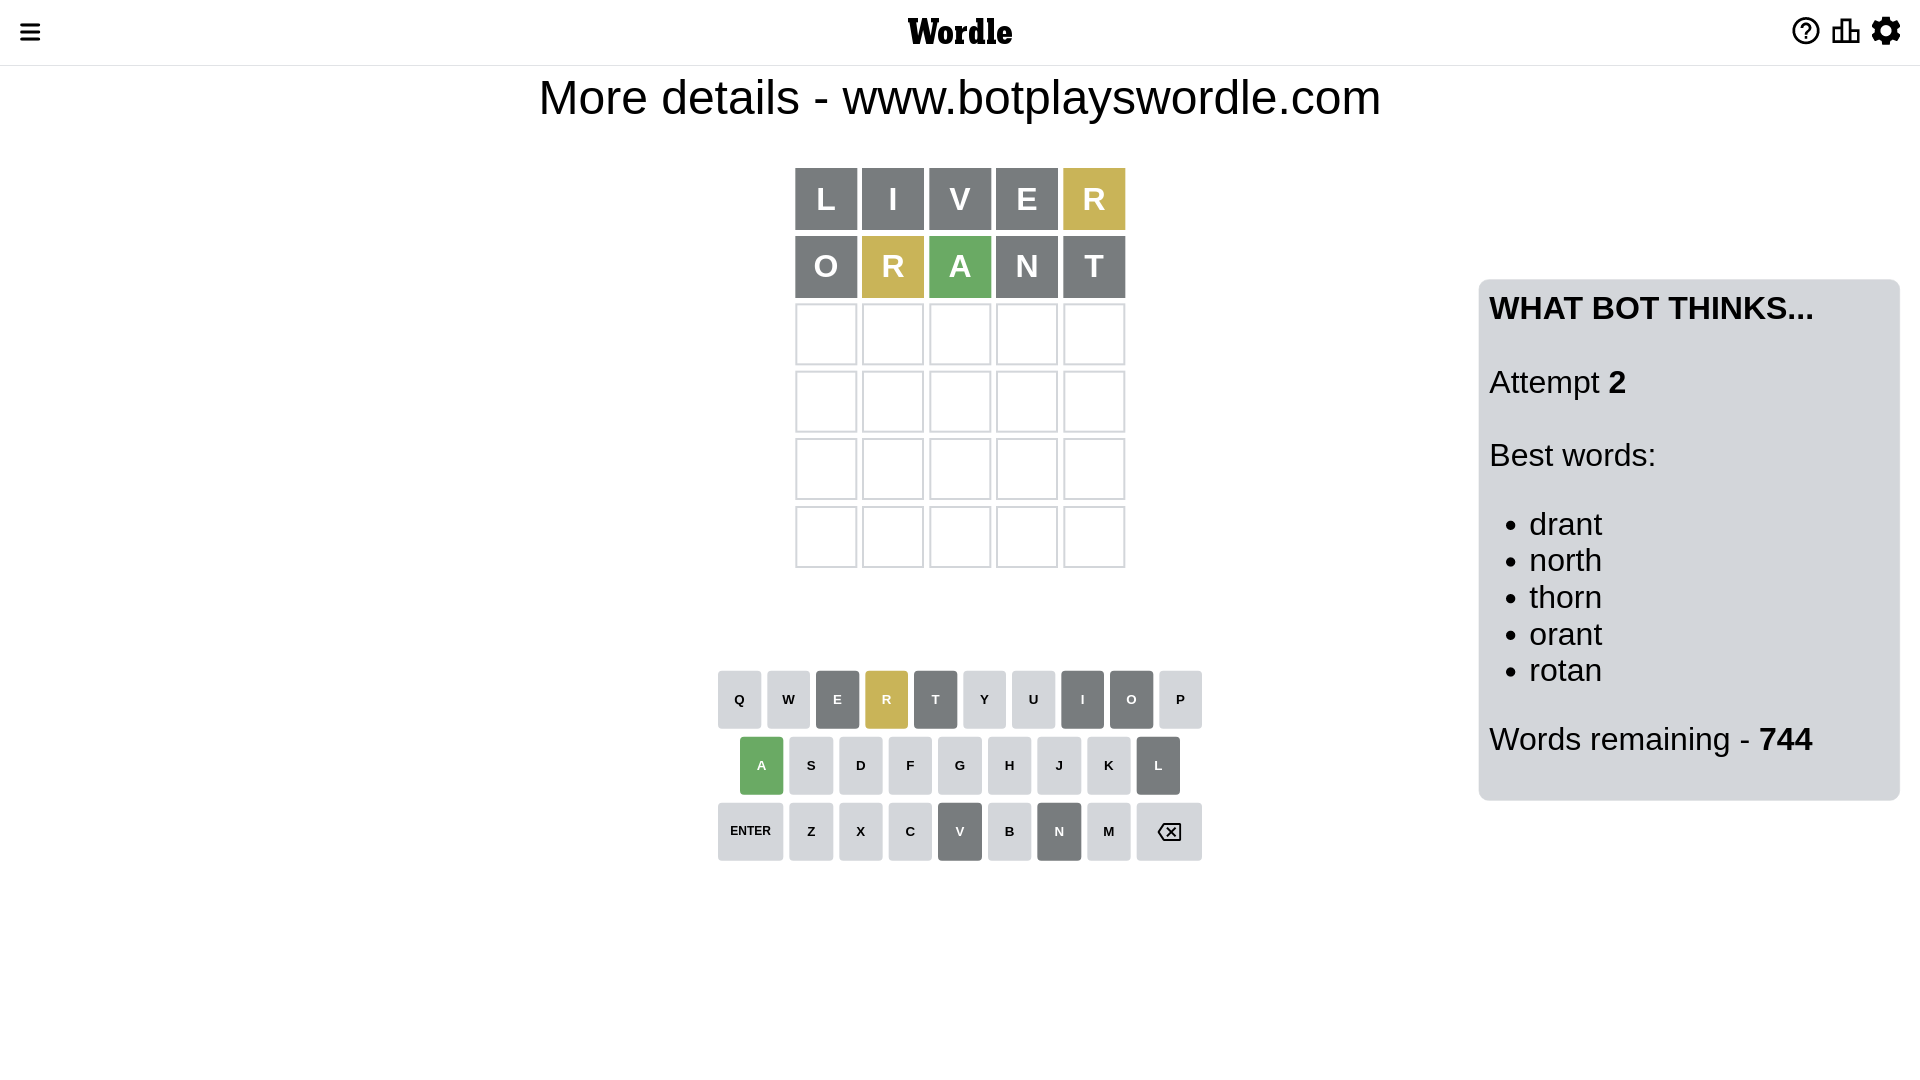 Wordle
More details - www.botplayswordle.com
L I V E R
O R A N T
WHAT BOT THINKS...
Attempt 2
Best words:
• drant
• north
• thorn
• orant
• rotan
Words remaining - 744
Q W E R T Y U I O P
A S D F G H J K L
ENTER Z X C V B N M